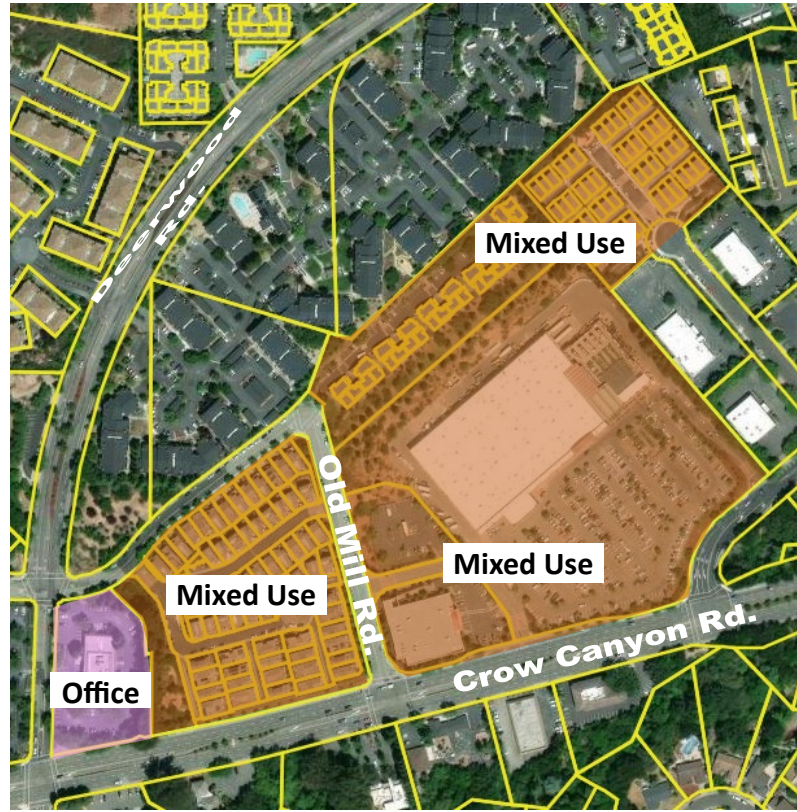 Deerwood
Rd.
Mixed Use
Old Mill Rd.
Mixed Use
Mixed Use
Office
Crow Canyon Rd.